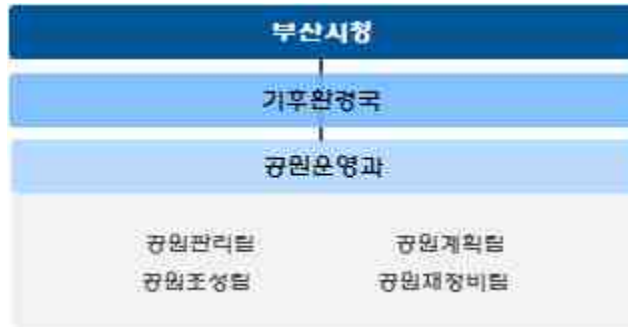 부산시청
기후환경국
공원운영과
공원관리팀 공원계획팀
공원조성팀 공원재정비팀